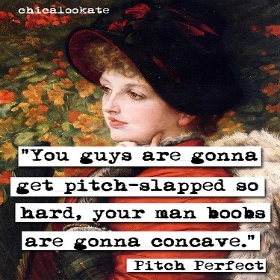 chicalookate
"You guys are gonna
get pitch-slapped so
hard, your man boobs
are gonna concave."
Pitch Perfect